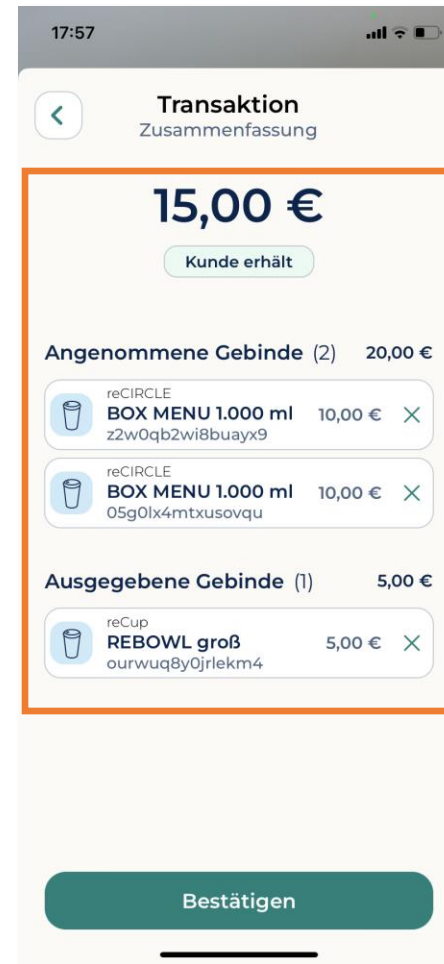 17:57
Transaktion
Zusammenfassung
15,00 €
Kunde erhält
Angenommene Gebinde (2) 20,00 €
reCIRCLE
BOX MENU 1.000 ml 10,00 €
z2w0qb2wi8buayx9
reCIRCLE
BOX MENU 1.000 ml 10,00 €
05g0lx4mtxusovqu
Ausgegebene Gebinde (1) 5,00 €
reCup
REBOWL groß 5,00 €
ourwuq8y0jrlekm4
Bestätigen